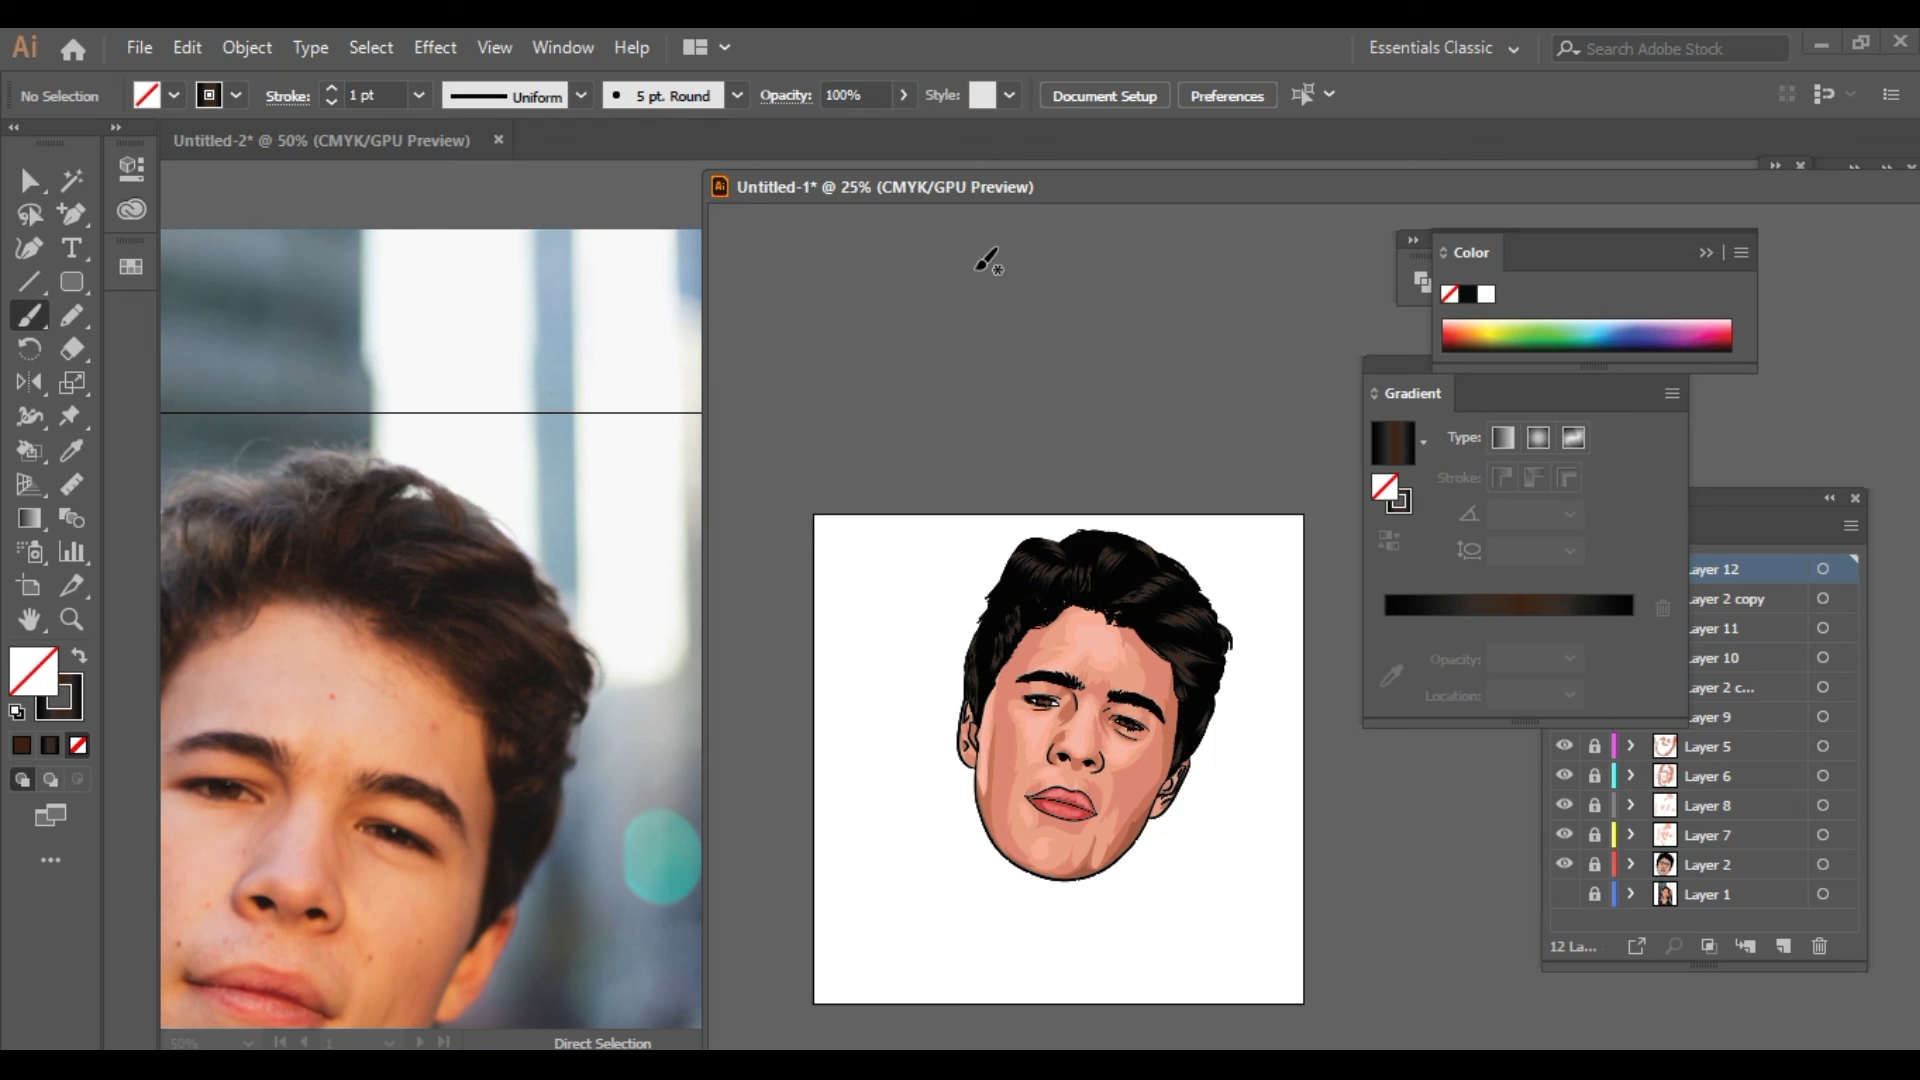 Ai File Edit Object Type Select Effect View Window Help Essentials Classic Search Adobe Stock
No Selection Stroke: 1 pt Uniform 5 pt. Round Opacity: 100% Style: Document Setup Preferences
Untitled-2* @ 50% (CMYK/GPU Preview)
Ai Untitled-1* @ 25% (CMYK/GPU Preview)
Color
Gradient
Type:
Stroke:
Opacity:
Location:
ayer 12
ayer 2 copy
ayer 11
ayer 10
ayer 2 c...
ayer 9
Layer 5
Layer 6
Layer 8
Layer 7
Layer 2
Layer 1
12 La...
50% 1 Direct Selection